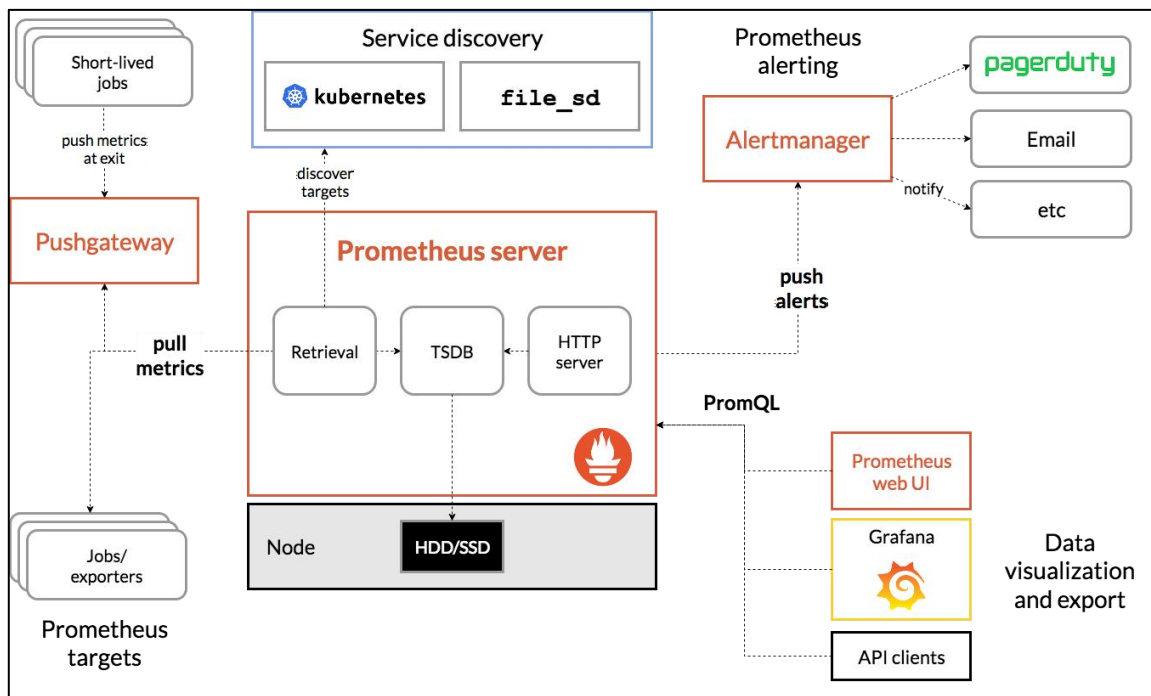 Short-lived
jobs
push metrics
at exit
Pushgateway
pull
metrics
Jobs/
exporters
Prometheus
targets
Service discovery
kubernetes
file_sd
discover
targets
Prometheus server
Retrieval
TSDB
HTTP
server
Node
HDD/SSD
Prometheus
alerting
Alertmanager
pagerduty
Email
notify
etc
push
alerts
PromQL
Prometheus
web UI
Grafana
API clients
Data
visualization
and export